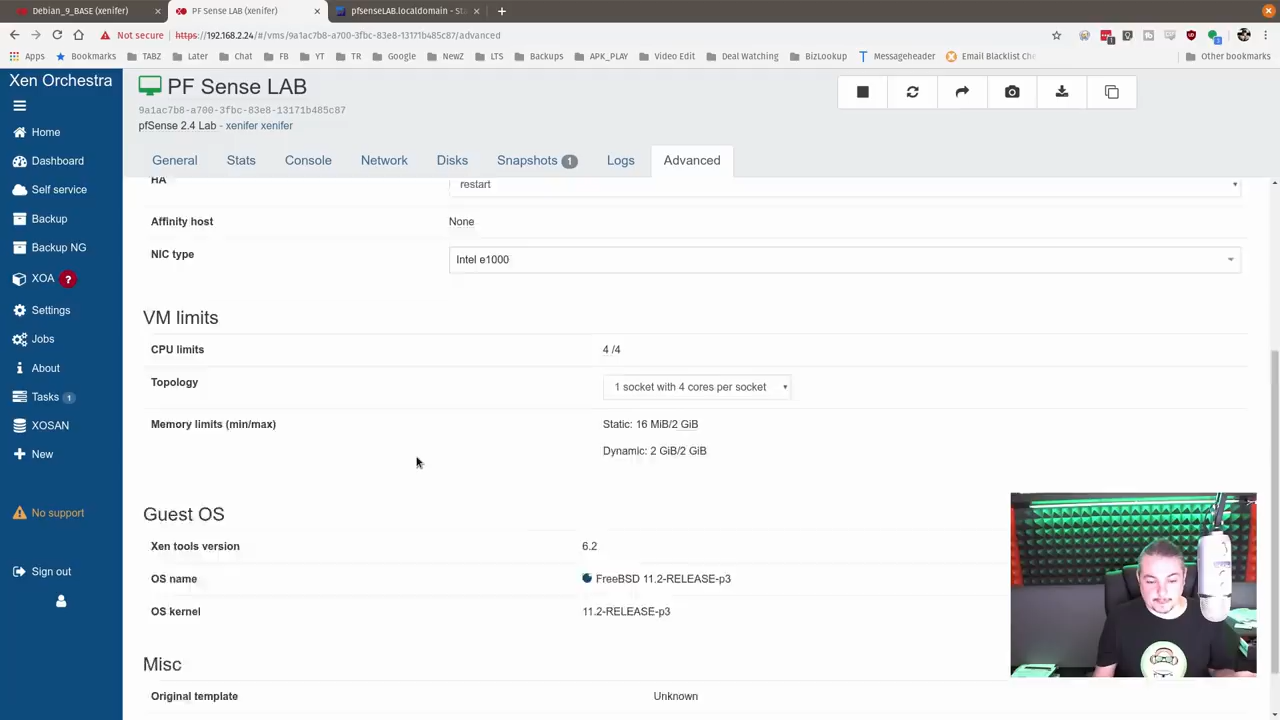 Debian_9_BASE (xenifer)
PF Sense LAB (xenifer)
pfsenseLAB.localdomain - Sta
Not secure
https://192.168.2.24/#/vms/9a1ac7b8-a700-3fbc-83e8-13171b485c87/advanced
Apps
Bookmarks
TABZ
Later
Chat
FB
YT
TR
Google
NewZ
LTS
Backups
APK_PLAY
Video Edit
Deal Watching
BizLookup
Messageheader
Email Blacklist Che
Other bookmarks
Xen Orchestra
Home
Dashboard
Self service
Backup
Backup NG
XOA ?
Settings
Jobs
About
Tasks 1
XOSAN
New
No support
Sign out
PF Sense LAB
9a1ac7b8-a700-3fbc-83e8-13171b485c87
pfSense 2.4 Lab - xenifer xenifer
General
Stats
Console
Network
Disks
Snapshots 1
Logs
Advanced
HA restart
Affinity host None
NIC type Intel e1000
VM limits
CPU limits 4 /4
Topology 1 socket with 4 cores per socket
Memory limits (min/max) Static: 16 MiB/2 GiB
Dynamic: 2 GiB/2 GiB
Guest OS
Xen tools version 6.2
OS name FreeBSD 11.2-RELEASE-p3
OS kernel 11.2-RELEASE-p3
Misc
Original template Unknown